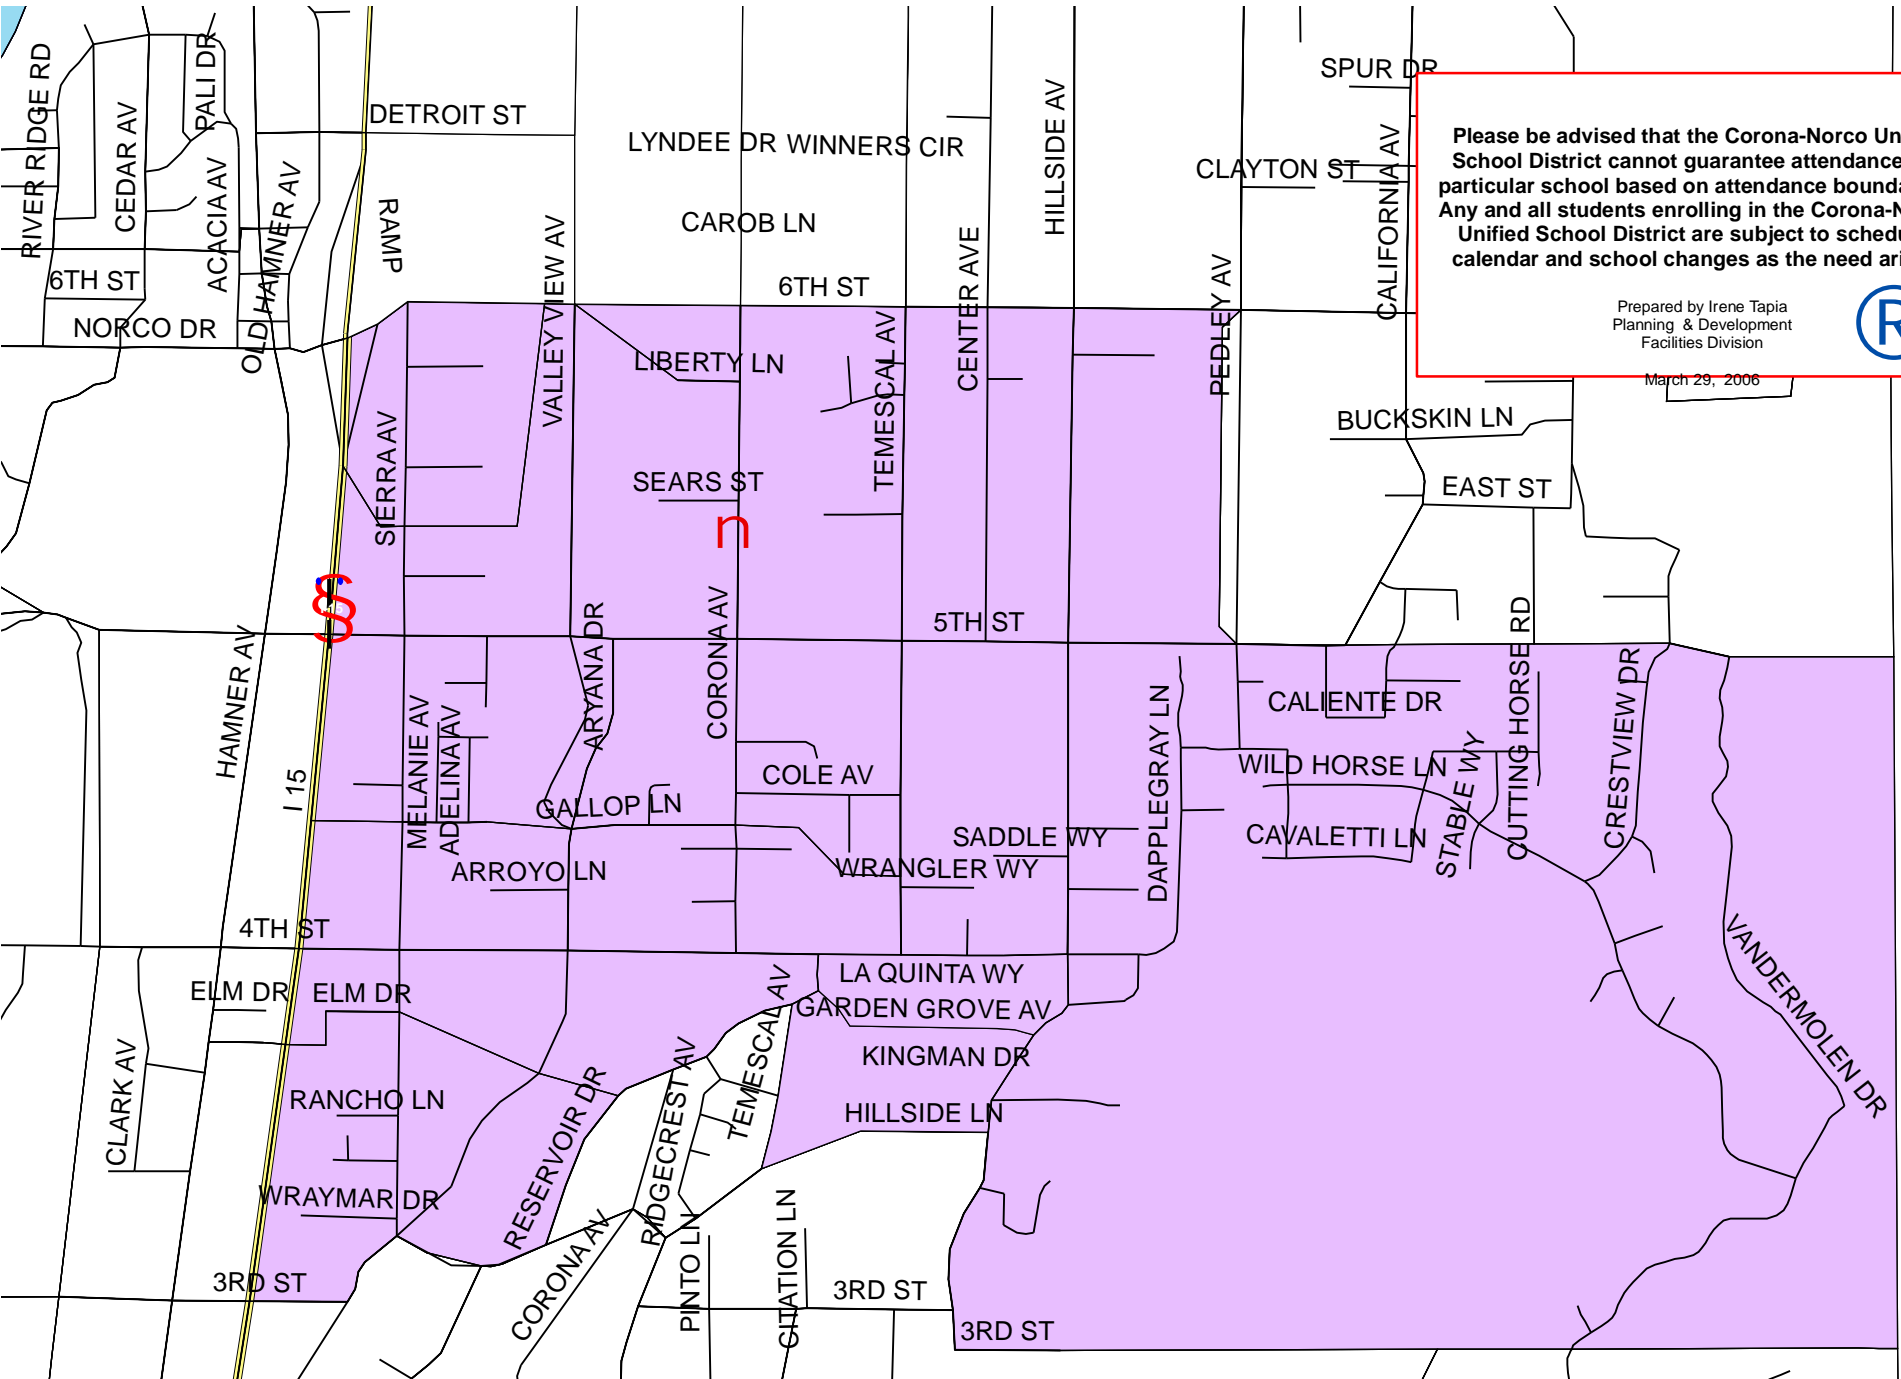 SPUR DR
DETROIT ST
LYNDEE DR
WINNERS CIR
CLAYTON ST
CAROB LN
RIVER RIDGE RD
CEDAR AV
PALI DR
ACACIA AV
OLD HAMNER AV
RAMP
VALLEY VIEW AV
HILLSIDE AV
CENTER AVE
PEDLEY AV
CALIFORNIA AV
Please be advised that the Corona-Norco Un
School District cannot guarantee attendance
particular school based on attendance bounda
Any and all students enrolling in the Corona-N
Unified School District are subject to schedu
calendar and school changes as the need ari
Prepared by Irene Tapia
Planning & Development
Facilities Division
March 29, 2006
®
6TH ST
6TH ST
NORCO DR
LIBERTY LN
TEMESCAL AV
SIERRA AV
BUCKSKIN LN
EAST ST
SEARS ST
n
§
5TH ST
HAMNER AV
I 15
MELANIE AV
ADELINA AV
ARYANA DR
CORONA AV
DAPPLEGRAY LN
CALIENTE DR
CUTTING HORSE RD
CRESTVIEW DR
COLE AV
WILD HORSE LN
STABLE WY
GALLOP LN
SADDLE WY
CAVALETTI LN
ARROYO LN
WRANGLER WY
4TH ST
VANDERMOLEN DR
LA QUINTA WY
ELM DR
ELM DR
GARDEN GROVE AV
TEMESCAL AV
KINGMAN DR
CLARK AV
RANCHO LN
RESERVOIR DR
RIDGECREST AV
HILLSIDE LN
WRAYMAR DR
CORONA AV
PINTO LN
CITATION LN
3RD ST
3RD ST
3RD ST